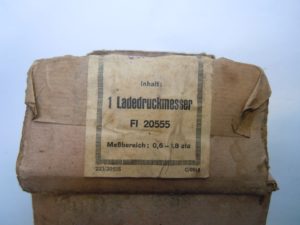 Inhalt:
1 Ladedruckmesser
Fl 20555
Meßbereich: 0,6 – 1,8 ata